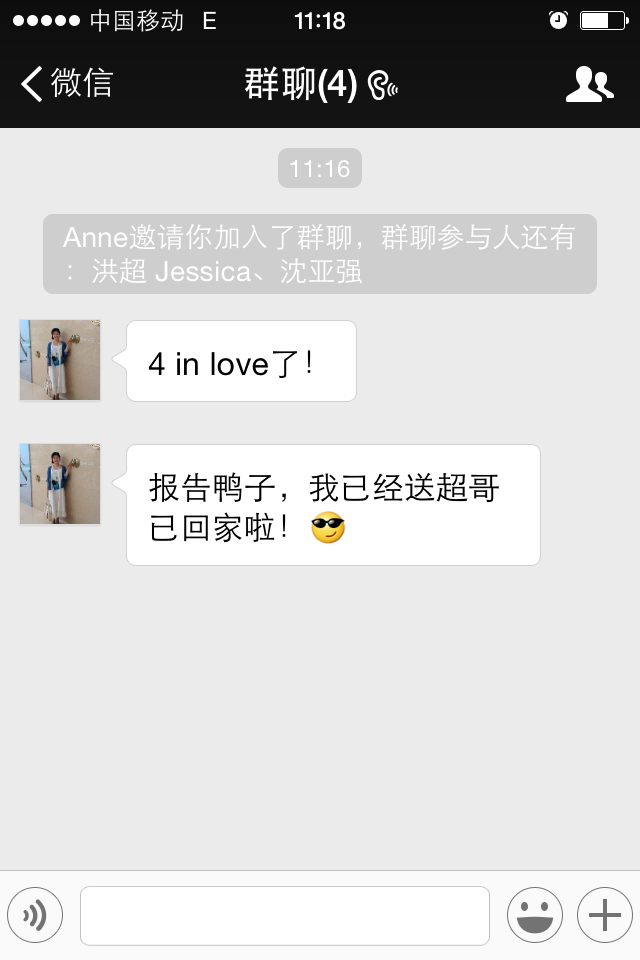 中国移动 E 11:18
微信 群聊(4)
11:16
Anne邀请你加入了群聊，群聊参与人还有
：洪超 Jessica、沈亚强
4 in love了！
报告鸭子，我已经送超哥
已回家啦！😎